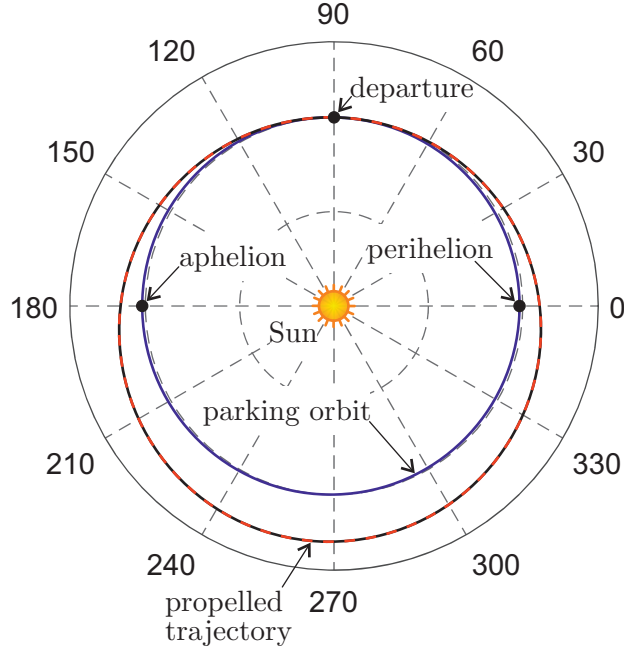 90
120
60
departure
150
30
aphelion
perihelion
180
0
Sun
parking orbit
210
330
240
300
propelled
trajectory
270